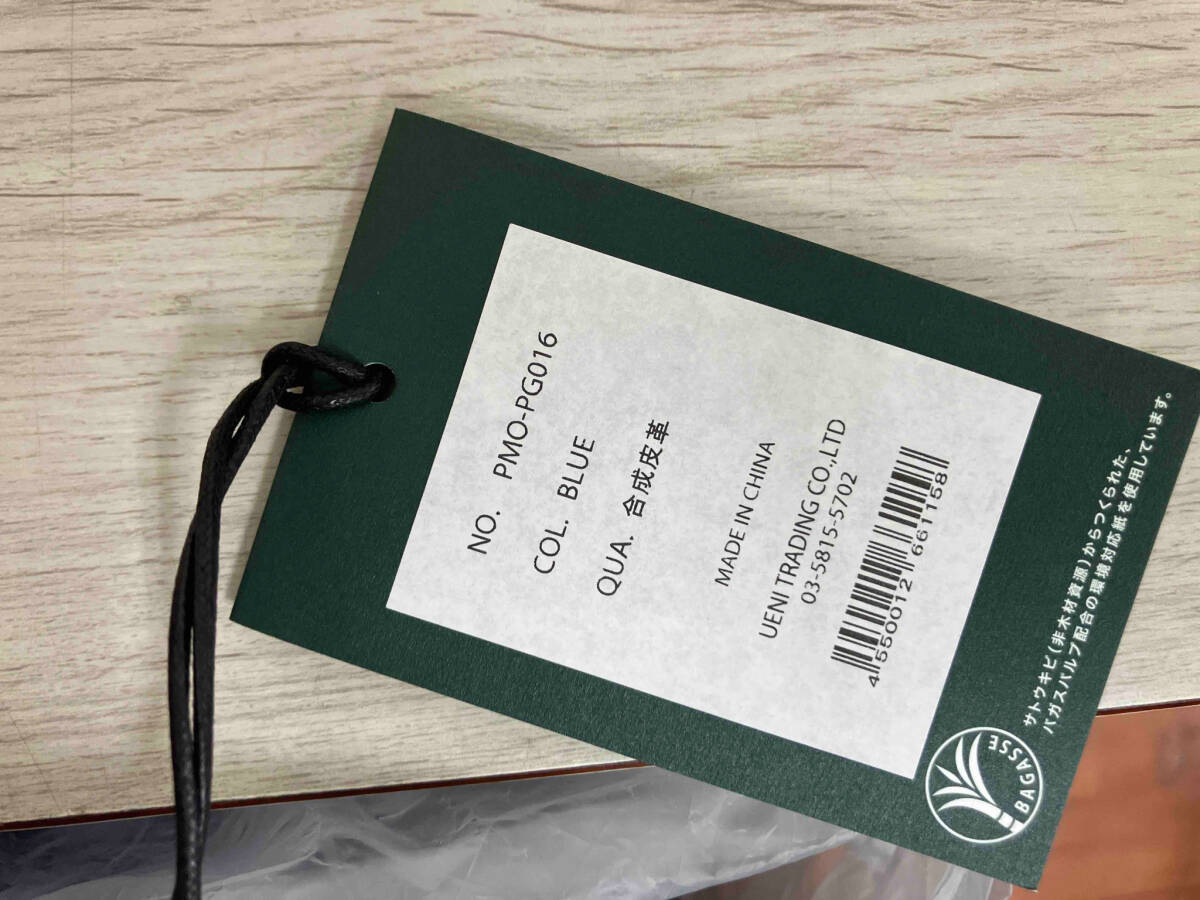 NO. PMO-PG016
COL. BLUE
QUA. 合成皮革
MADE IN CHINA
UENI TRADING CO.,LTD
03-5815-5702
4 550012 661158
BAGASSE
サトウキビ(非木材資源)からつくられた、
バガスパルプ配合の環境対応紙を使用しています。